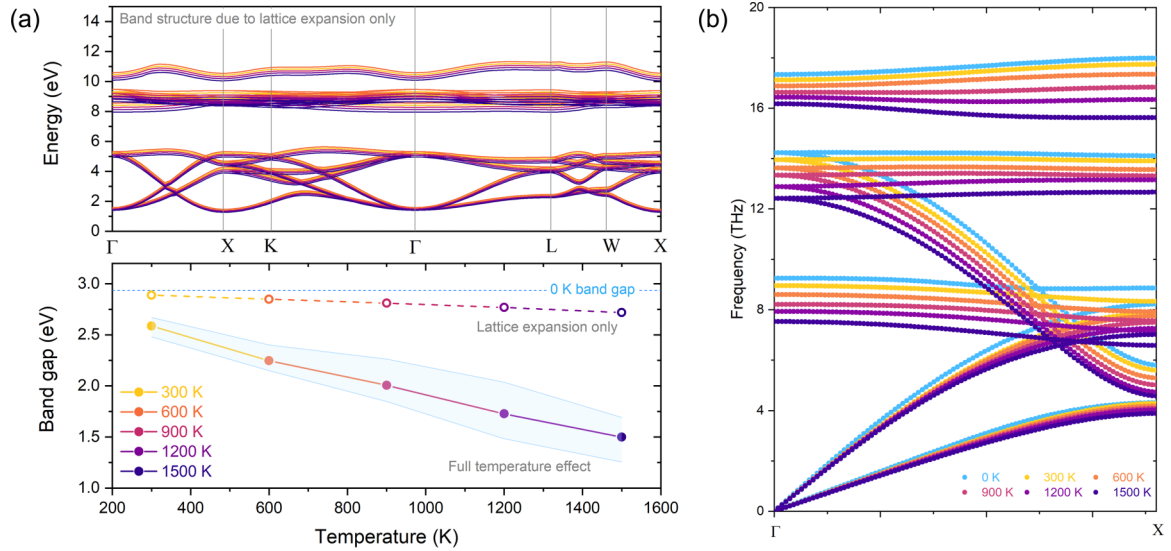 (a)
Band structure due to lattice expansion only
14
12
10
8
6
4
2
0
Energy (eV)
Γ X K Γ L W X
3.0
2.5
2.0
1.5
1.0
Band gap (eV)
0 K band gap
Lattice expansion only
300 K
600 K
900 K
1200 K
1500 K
Full temperature effect
200 400 600 800 1000 1200 1400 1600
Temperature (K)
(b)
20
16
12
8
4
0
Frequency (THz)
0 K 300 K 600 K
900 K 1200 K 1500 K
Γ X